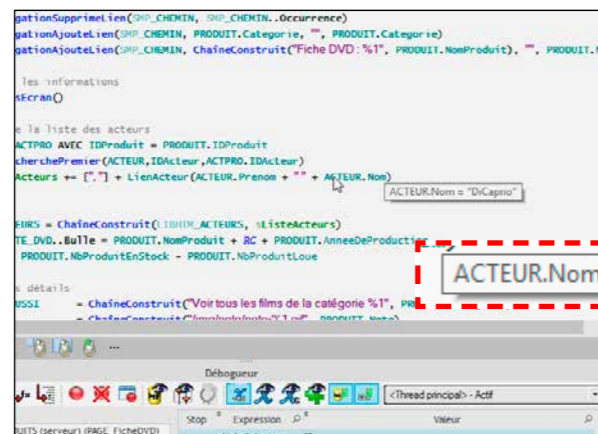 gationSupprimeLien(SMP_CHEMIN, SMP_CHEMIN..Occurrence)
gationAjouteLien(SMP_CHEMIN, PRODUIT.Categorie, "", PRODUIT.Categorie)
gationAjouteLien(SMP_CHEMIN, ChaîneConstruit("Fiche DVD : %1", PRODUIT.NomProduit), "", PRODUIT.
les informations
sEcran()
e la liste des acteurs
ACTPRO AVEC IDProduit = PRODUIT.IDProduit
cherchePremier(ACTEUR,IDActeur,ACTPRO.IDActeur)
Acteurs += [","] + LienActeur(ACTEUR.Prenom + " " + ACTEUR.Nom)
ACTEUR.Nom = "DiCaprio"
EURS = ChaîneConstruit(LIBHTM_ACTEURS, sListeActeurs)
TE_DVD..Bulle = PRODUIT.NomProduit + RC + PRODUIT.AnneeDeProduction
PRODUIT.NbProduitEnStock - PRODUIT.NbProduitLoue
ACTEUR.Nom
s détails
USSI = ChaîneConstruit("Voir tous les films de la catégorie %1", PR
Débogueur
<Thread principal> - Actif
Stop Expression Valeur
UITS (serveur) (PAGE_FicheDVD)